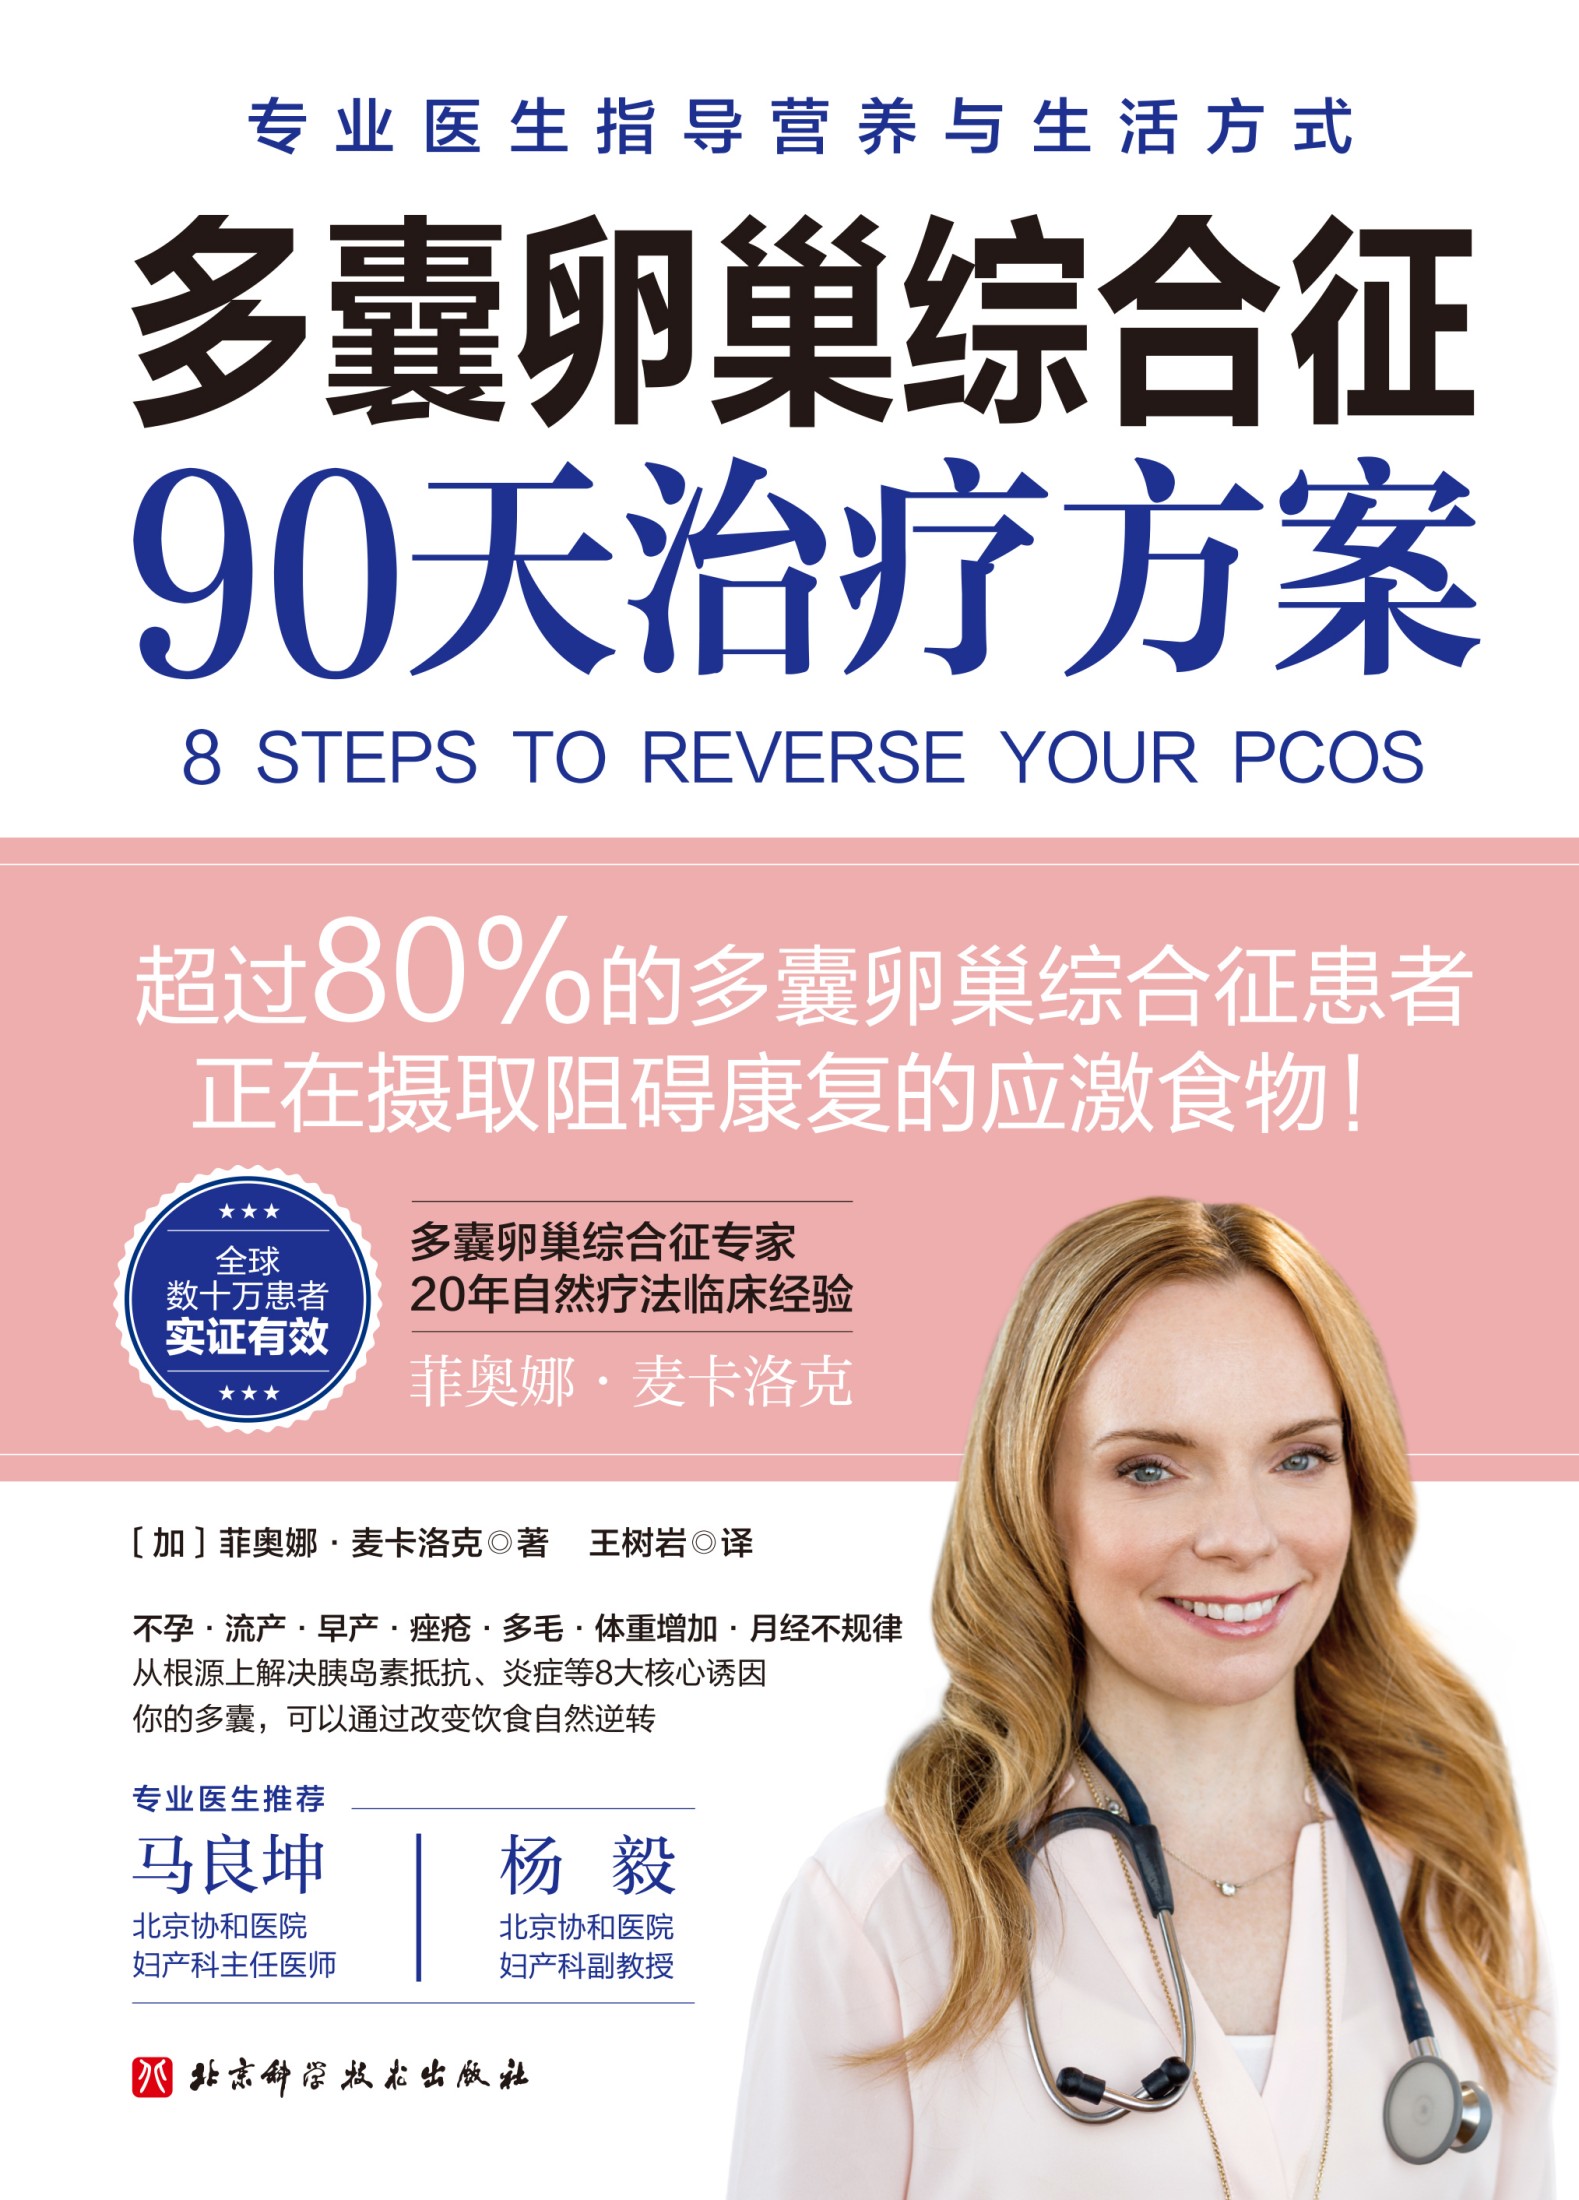 专业医生指导营养与生活方式
多囊卵巢综合征
90天治疗方案
8 STEPS TO REVERSE YOUR PCOS
超过80%的多囊卵巢综合征患者
正在摄取阻碍康复的应激食物！
★★★
全球
数十万患者
实证有效
★★★
多囊卵巢综合征专家
20年自然疗法临床经验
菲奥娜·麦卡洛克
［加］菲奥娜·麦卡洛克◎著 王树岩◎译
不孕·流产·早产·痤疮·多毛·体重增加·月经不规律
从根源上解决胰岛素抵抗、炎症等8大核心诱因
你的多囊，可以通过改变饮食自然逆转
专业医生推荐
马良坤
北京协和医院
妇产科主任医师
杨 毅
北京协和医院
妇产科副教授
北京科学技术出版社